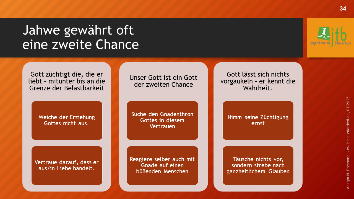 34
Jahwe gewährt oft
eine zweite Chance
jtb
Gott züchtigt die, die er
liebt – mitunter bis an die
Grenze der Belastbarkeit
Weiche der Erziehung
Gottes nicht aus.
Vertraue darauf, dass er
aus/in Liebe handelt.
Unser Gott ist ein Gott
der zweiten Chance
Suche den Gnadenthron
Gottes in diesem
Vertrauen
Reagiere selber auch mit
Gnade auf einen
büßenden Menschen
Gott lässt sich nichts
vorgaukeln – er kennt die
Wahrheit.
Nimm seine Züchtigung
ernst
Täusche nichts vor,
sondern strebe nach
ganzheitlichem Glauben